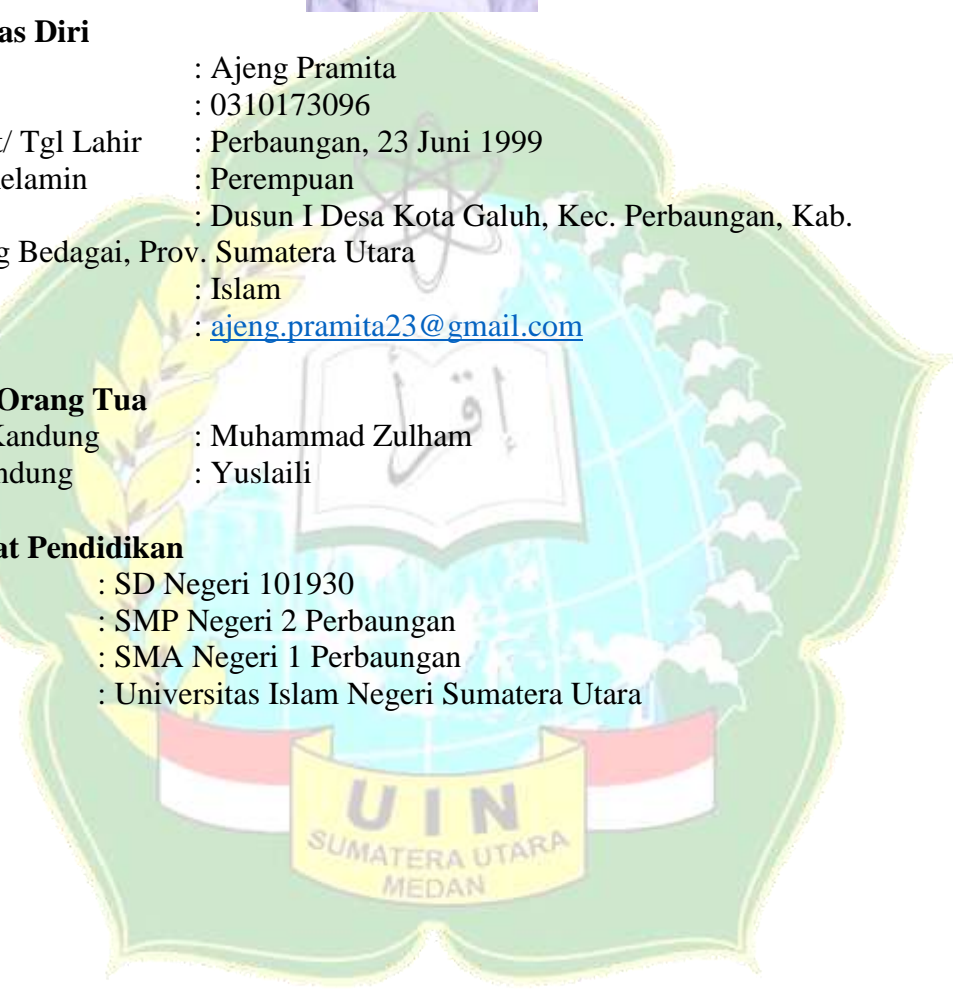 as Diri
: Ajeng Pramita
: 0310173096
t/ Tgl Lahir : Perbaungan, 23 Juni 1999
elamin : Perempuan
: Dusun I Desa Kota Galuh, Kec. Perbaungan, Kab.
g Bedagai, Prov. Sumatera Utara
: Islam
: ajeng.pramita23@gmail.com
Orang Tua
Kandung : Muhammad Zulham
ndung : Yuslaili
at Pendidikan
: SD Negeri 101930
: SMP Negeri 2 Perbaungan
: SMA Negeri 1 Perbaungan
: Universitas Islam Negeri Sumatera Utara
إقرأ
UIN
SUMATERA UTARA
MEDAN